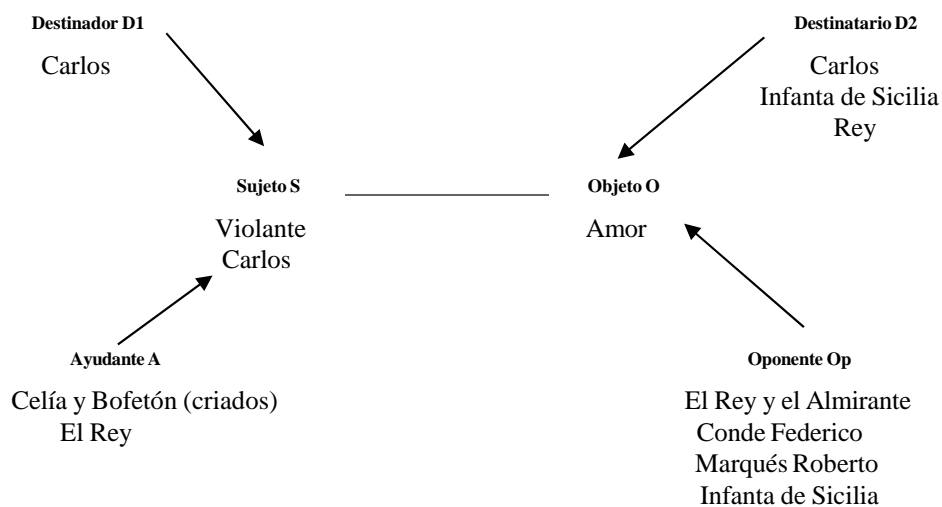 Destinador D1
Carlos
Destinatario D2
Carlos
Infanta de Sicilia
Rey
Sujeto S
Violante
Carlos
Objeto O
Amor
Ayudante A
Celía y Bofetón (criados)
El Rey
Oponente Op
El Rey y el Almirante
Conde Federico
Marqués Roberto
Infanta de Sicilia